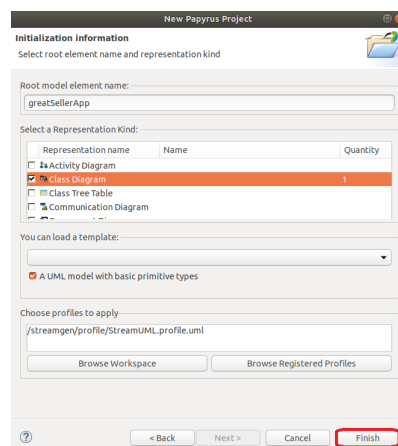 New Papyrus Project
Initialization information
Select root element name and representation kind
Root model element name:
greatSellerApp
Select a Representation Kind:
Representation name Name Quantity
Activity Diagram
Class Diagram 1
Class Tree Table
Communication Diagram
You can load a template:
A UML model with basic primitive types
Choose profiles to apply
/streamgen/profile/StreamUML.profile.uml
Browse Workspace Browse Registered Profiles
? < Back Next > Cancel Finish